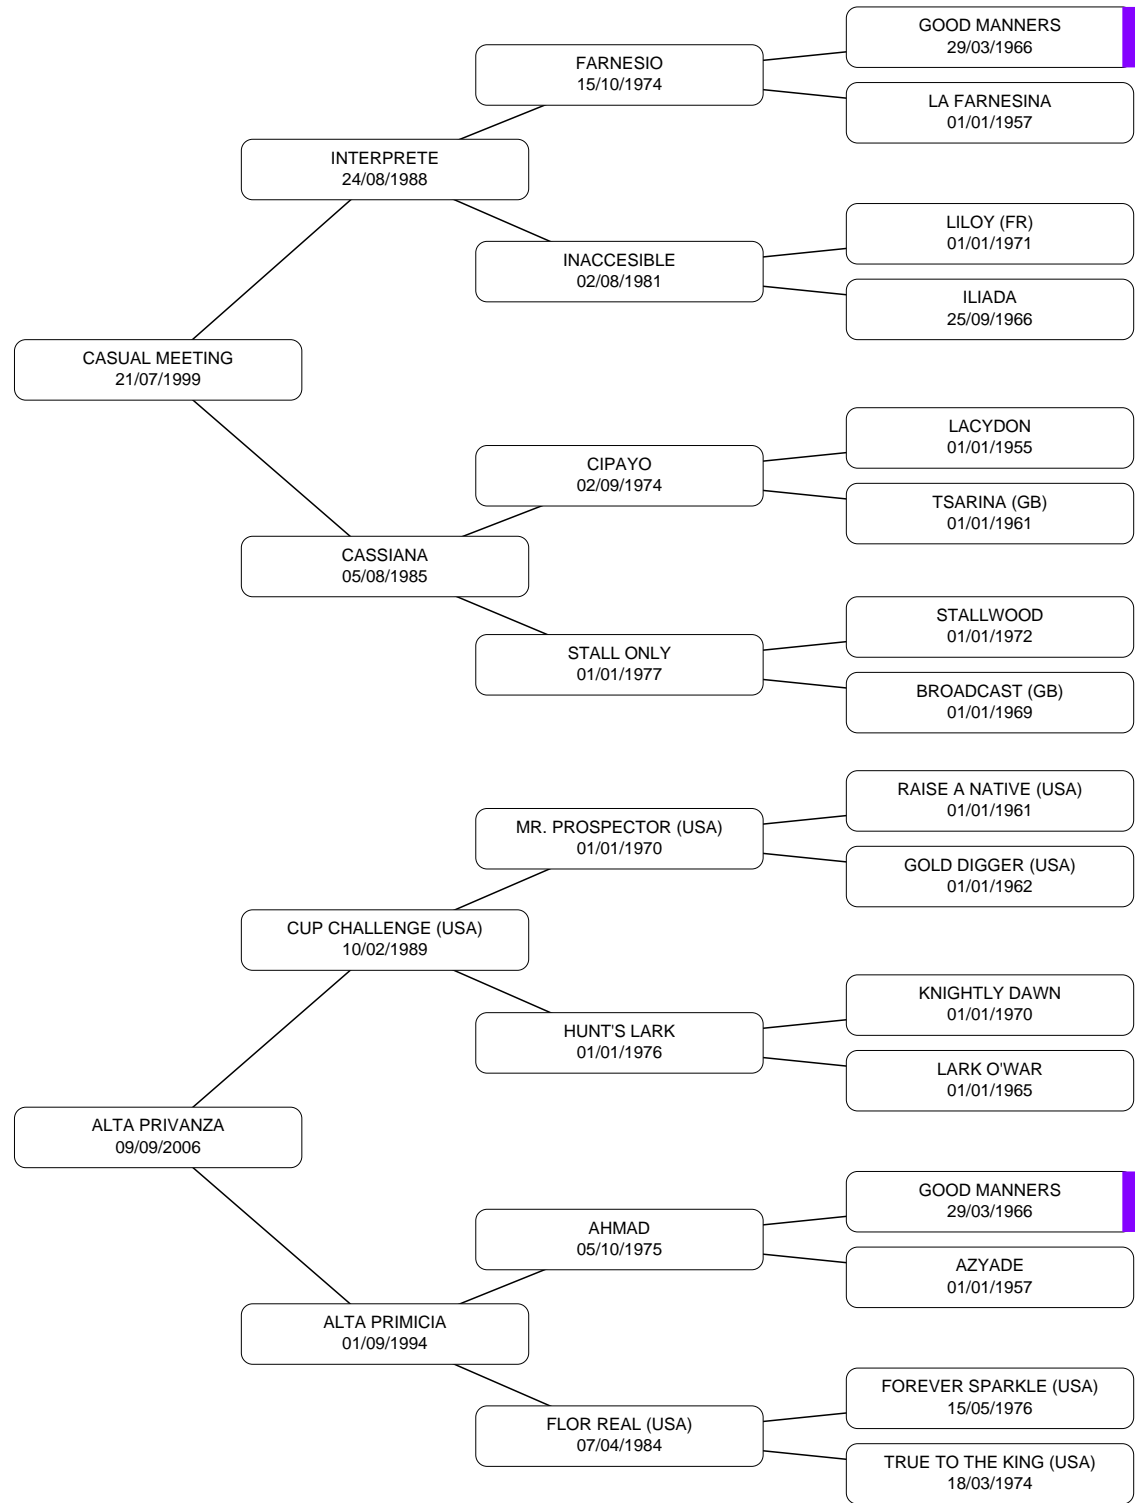 GOOD MANNERS
29/03/1966
FARNESIO
15/10/1974
LA FARNESINA
01/01/1957
INTERPRETE
24/08/1988
LILOY (FR)
01/01/1971
INACCESIBLE
02/08/1981
ILIADA
25/09/1966
CASUAL MEETING
21/07/1999
LACYDON
01/01/1955
CIPAYO
02/09/1974
TSARINA (GB)
01/01/1961
CASSIANA
05/08/1985
STALLWOOD
01/01/1972
STALL ONLY
01/01/1977
BROADCAST (GB)
01/01/1969
RAISE A NATIVE (USA)
01/01/1961
MR. PROSPECTOR (USA)
01/01/1970
GOLD DIGGER (USA)
01/01/1962
CUP CHALLENGE (USA)
10/02/1989
KNIGHTLY DAWN
01/01/1970
HUNT'S LARK
01/01/1976
LARK O'WAR
01/01/1965
ALTA PRIVANZA
09/09/2006
GOOD MANNERS
29/03/1966
AHMAD
05/10/1975
AZYADE
01/01/1957
ALTA PRIMICIA
01/09/1994
FOREVER SPARKLE (USA)
15/05/1976
FLOR REAL (USA)
07/04/1984
TRUE TO THE KING (USA)
18/03/1974